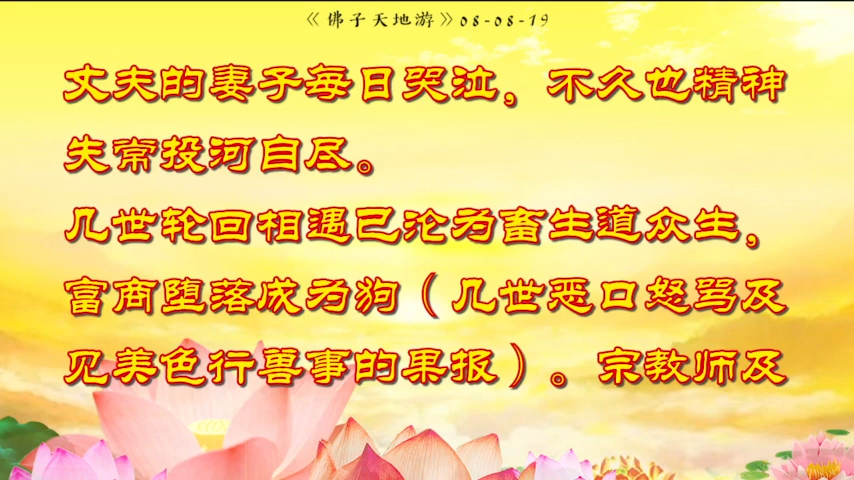 《佛子天地游》08-08-19
丈夫的妻子每日哭泣，不久也精神
失常投河自尽。
几世轮回相遇已沦为畜生道众生，
富商堕落成为狗（几世恶口怒骂及
见美色行兽事的果报）。宗教师及